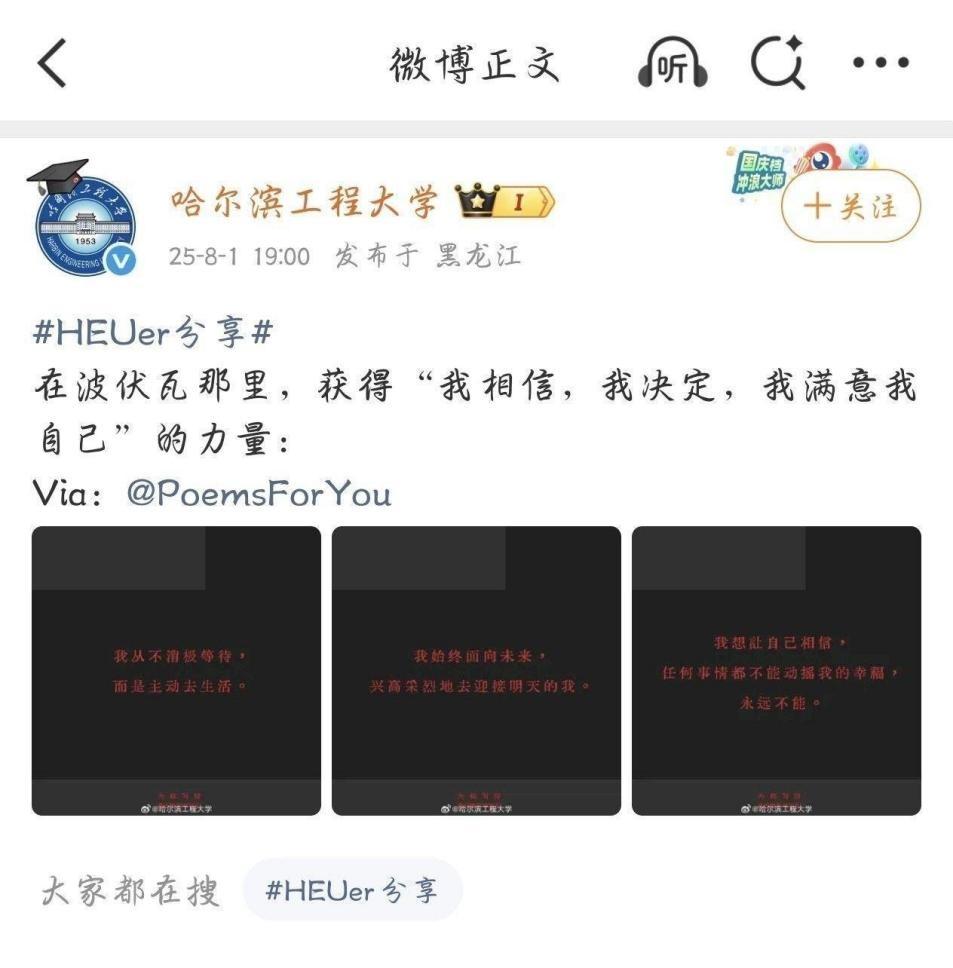 微博正文
听
国庆档
冲浪大师
哈尔滨工程大学
I
+关注
1953
HARBIN ENGINEERING
25-8-1 19:00 发布于 黑龙江
#HEUer分享#
在波伏瓦那里，获得“我相信，我决定，我满意我
自己”的力量：
Via：@PoemsForYou
我从不消极等待，
而是主动去生活。
@哈尔滨工程大学
我始终面向未来，
兴高采烈地去迎接明天的我。
@哈尔滨工程大学
我想让自己相信，
任何事情都不能动摇我的幸福，
永远不能。
@哈尔滨工程大学
大家都在搜
#HEUer分享